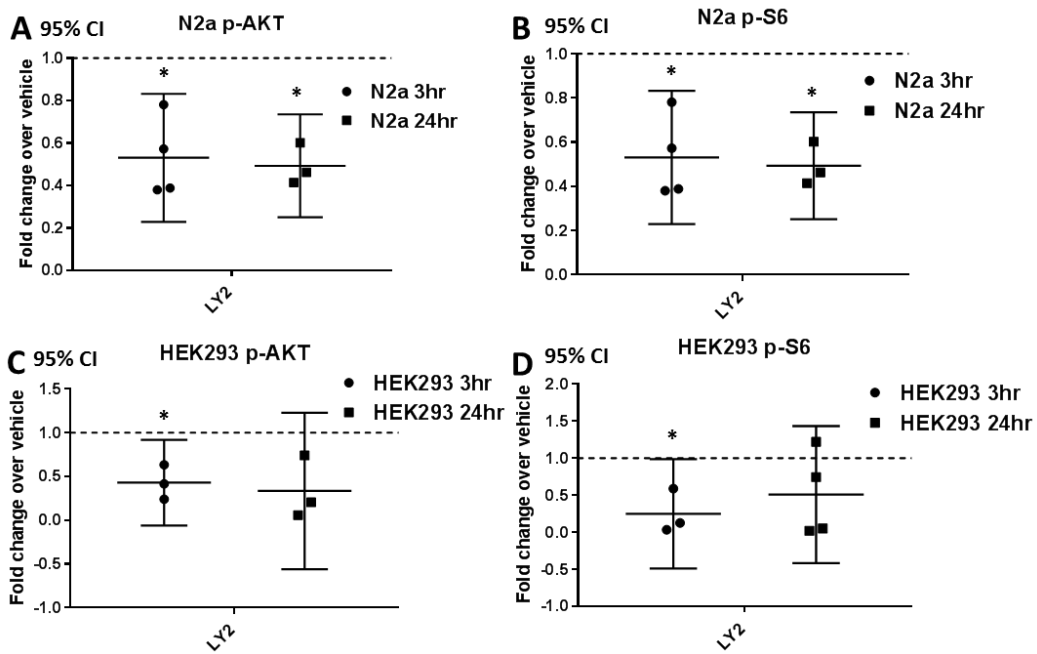 A 95% CI N2a p-AKT
Fold change over vehicle
1.0
0.8
0.6
0.4
0.2
0.0
*
*
N2a 3hr
N2a 24hr
LY2
B 95% CI N2a p-S6
Fold change over vehicle
1.0
0.8
0.6
0.4
0.2
0.0
*
*
N2a 3hr
N2a 24hr
LY2
C 95% CI HEK293 p-AKT
Fold change over vehicle
1.5
1.0
0.5
0.0
-0.5
-1.0
*
HEK293 3hr
HEK293 24hr
LY2
D 95% CI HEK293 p-S6
Fold change over vehicle
2.0
1.5
1.0
0.5
0.0
-0.5
-1.0
*
HEK293 3hr
HEK293 24hr
LY2